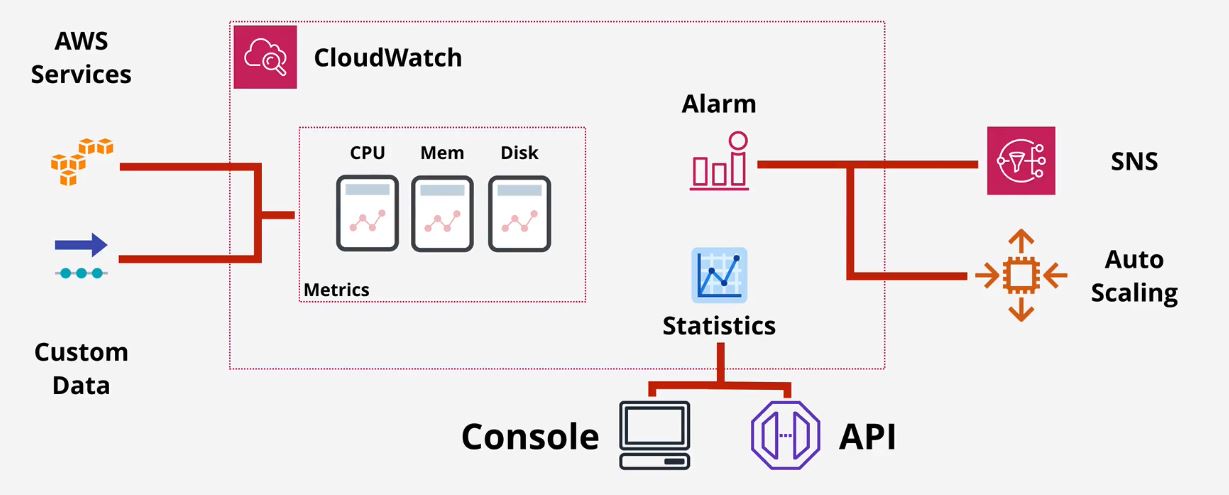 AWS
Services
CloudWatch
Alarm
CPU
Mem
Disk
SNS
Metrics
Auto
Scaling
Statistics
Custom
Data
Console
API